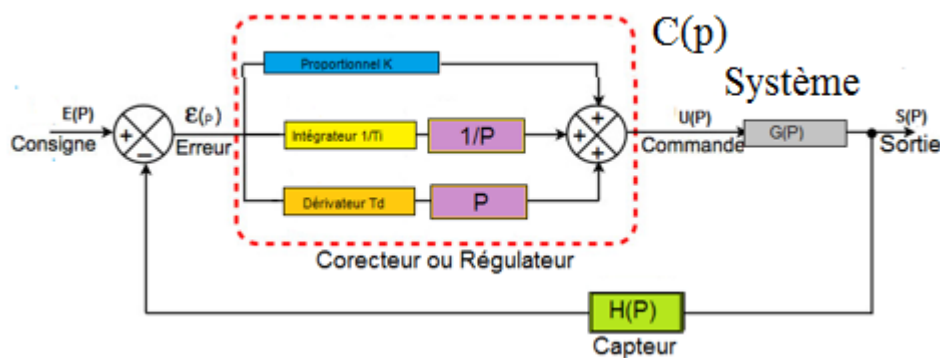 C(p)
Proportionnel K
Système
E(P)
Consigne
+
−
ε(P)
Erreur
Intégrateur 1/Ti
1/P
+
+
+
U(P)
Commande
G(P)
S(P)
Sortie
Dérivateur Td
P
Corecteur ou Régulateur
H(P)
Capteur